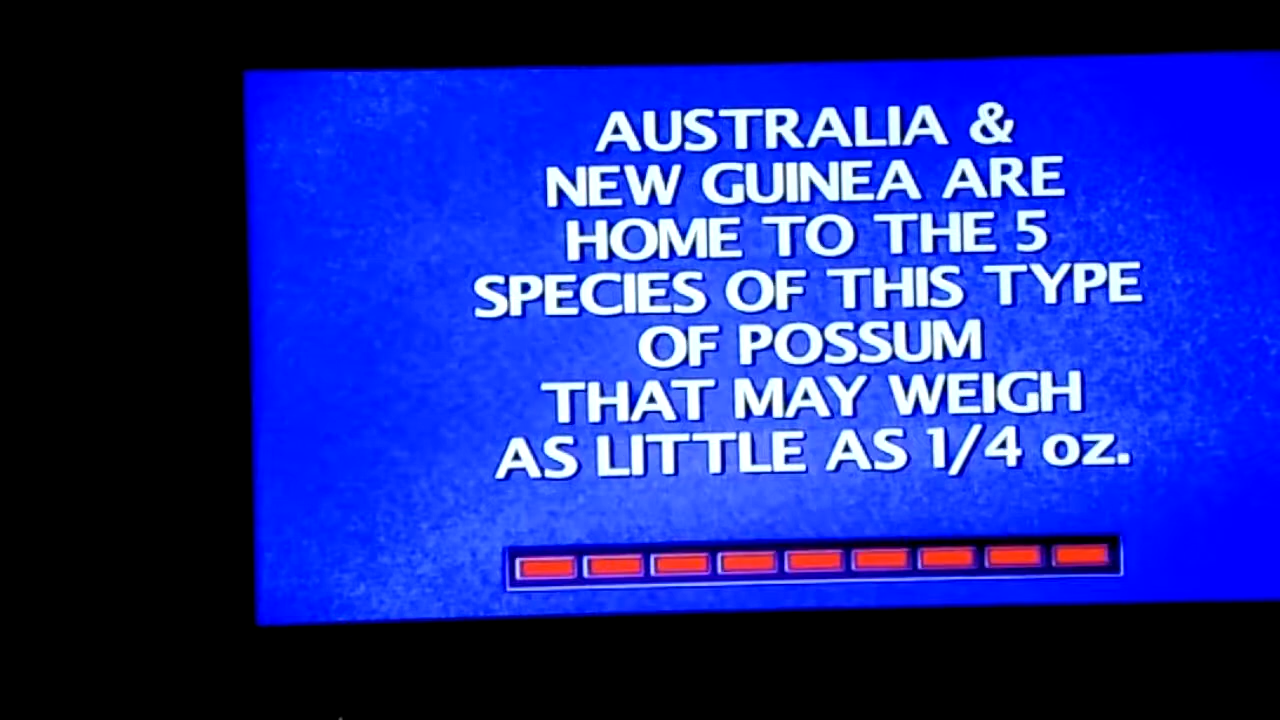 AUSTRALIA &
NEW GUINEA ARE
HOME TO THE 5
SPECIES OF THIS TYPE
OF POSSUM
THAT MAY WEIGH
AS LITTLE AS 1/4 oz.